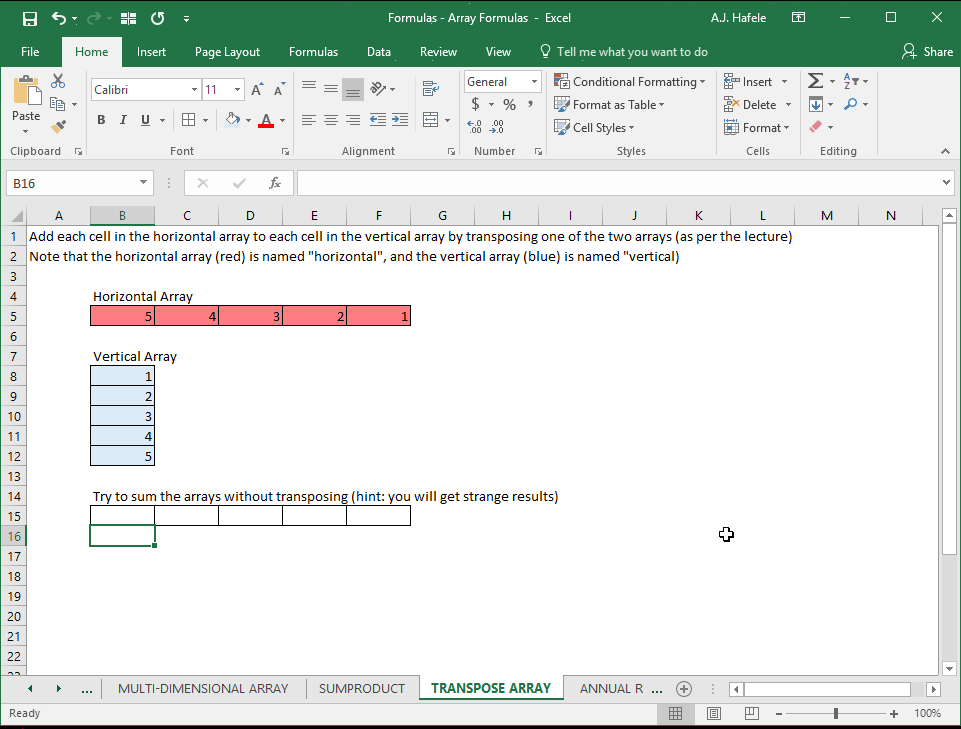 Formulas - Array Formulas - Excel
A.J. Hafele
File Home Insert Page Layout Formulas Data Review View Tell me what you want to do Share
Paste
Calibri 11
B I U A A A
General
$ % ,
Conditional Formatting
Format as Table
Cell Styles
Insert
Delete
Format
Clipboard Font Alignment Number Styles Cells Editing
B16 fx
A B C D E F G H I J K L M N
1 Add each cell in the horizontal array to each cell in the vertical array by transposing one of the two arrays (as per the lecture)
2 Note that the horizontal array (red) is named "horizontal", and the vertical array (blue) is named "vertical)
3
4 Horizontal Array
5 5 4 3 2 1
6
7 Vertical Array
8 1
9 2
10 3
11 4
12 5
13
14 Try to sum the arrays without transposing (hint: you will get strange results)
15
16
17
18
19
20
21
22
... MULTI-DIMENSIONAL ARRAY SUMPRODUCT TRANSPOSE ARRAY ANNUAL R ...
Ready 100%